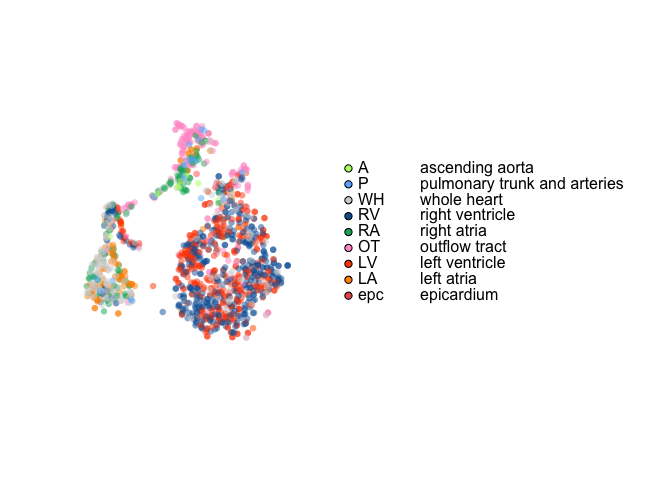 A ascending aorta
P pulmonary trunk and arteries
WH whole heart
RV right ventricle
RA right atria
OT outflow tract
LV left ventricle
LA left atria
epc epicardium